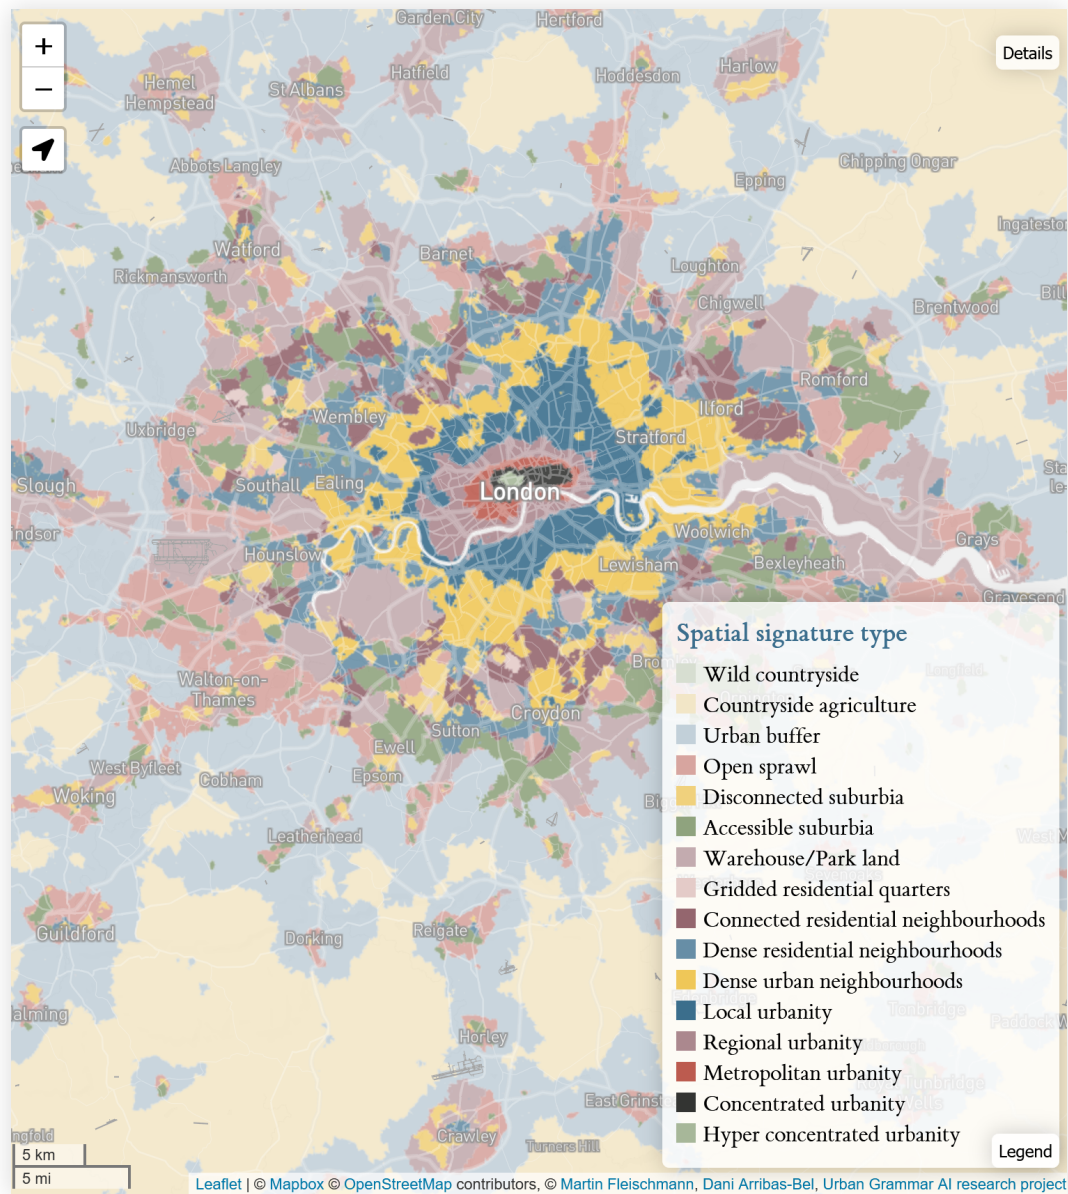 +
−
Details
Garden City
Hertford
Hemel
Hempstead
St Albans
Hatfield
Hoddesdon
Harlow
Abbots Langley
Epping
Chipping Ongar
Watford
Barnet
Rickmansworth
Loughton
Chigwell
Brentwood
Wembley
Romford
Ilford
Uxbridge
Stratford
Slough
Southall
Ealing
London
Hounslow
Woolwich
Lewisham
Bexleyheath
Grays
Gravesend
Walton-on-
Thames
Croydon
Sutton
Ewell
Epsom
West Byfleet
Cobham
Woking
Leatherhead
Guildford
Dorking
Reigate
Horley
Crawley
Turners Hill
Spatial signature type
Wild countryside
Countryside agriculture
Urban buffer
Open sprawl
Disconnected suburbia
Accessible suburbia
Warehouse/Park land
Gridded residential quarters
Connected residential neighbourhoods
Dense residential neighbourhoods
Dense urban neighbourhoods
Local urbanity
Regional urbanity
Metropolitan urbanity
Concentrated urbanity
Hyper concentrated urbanity
Legend
5 km
5 mi
Leaflet | © Mapbox © OpenStreetMap contributors, © Martin Fleischmann, Dani Arribas-Bel, Urban Grammar AI research project